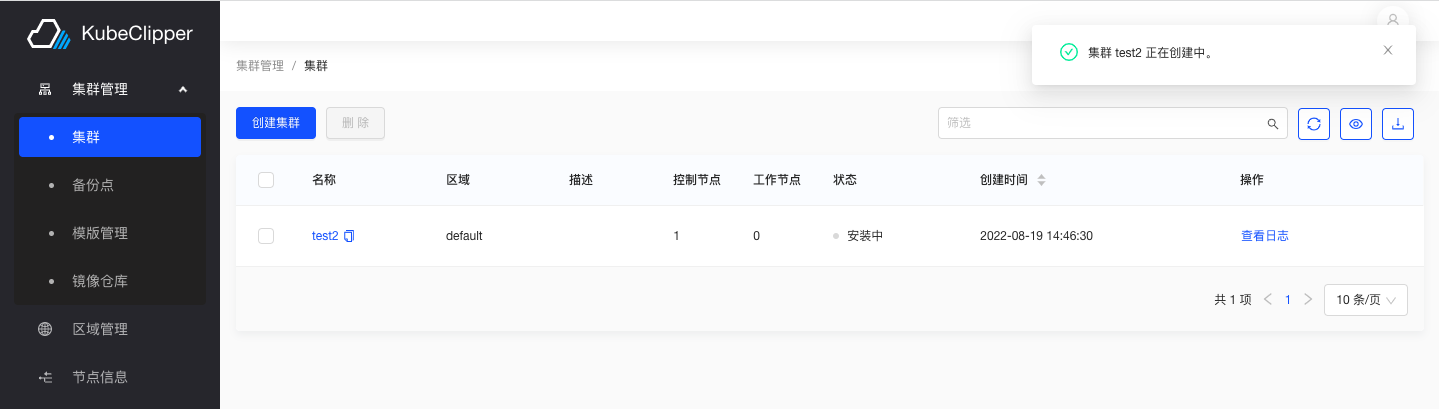 KubeClipper
集群管理
集群
备份点
模版管理
镜像仓库
区域管理
节点信息
集群 test2 正在创建中。
集群管理 / 集群
创建集群 删 除 筛选
名称 区域 描述 控制节点 工作节点 状态 创建时间 操作
test2 default 1 0 安装中 2022-08-19 14:46:30 查看日志
共 1 项 1 10 条/页